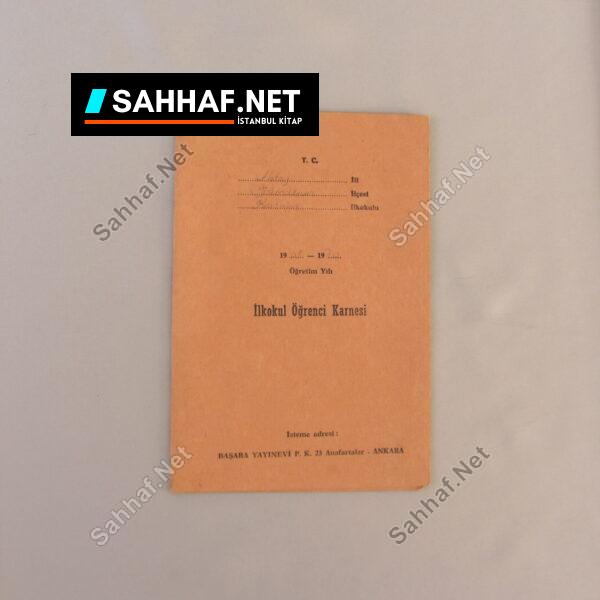 SAHHAF.NET
İSTANBUL KİTAP
T. C.
Hatay İli
İlçesi
İlkokulu
19 — 19
Öğretim Yılı
İlkokul Öğrenci Karnesi
İsteme adresi :
BAŞARA YAYINEVİ P. K. 23 Anafartalar - ANKARA
Sahhaf.Net
Sahhaf.Net
Sahhaf.Net
Sahhaf.Net